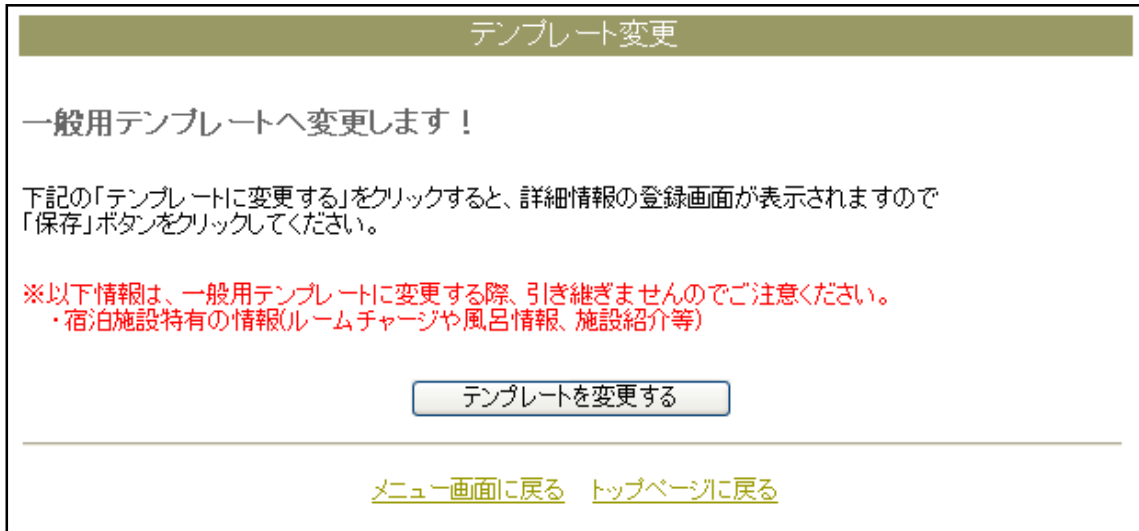 テンプレート変更
一般用テンプレートへ変更します！
下記の「テンプレートに変更する」をクリックすると、詳細情報の登録画面が表示されますので
「保存」ボタンをクリックしてください。
※以下情報は、一般用テンプレートに変更する際、引き継ぎませんのでご注意ください。
・宿泊施設特有の情報(ルームチャージや風呂情報、施設紹介等)
テンプレートを変更する
メニュー画面に戻る　トップページに戻る